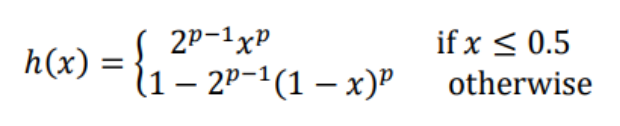 h(x) = { 2^{p−1}x^p if x ≤ 0.5
1 − 2^{p−1}(1 − x)^p otherwise